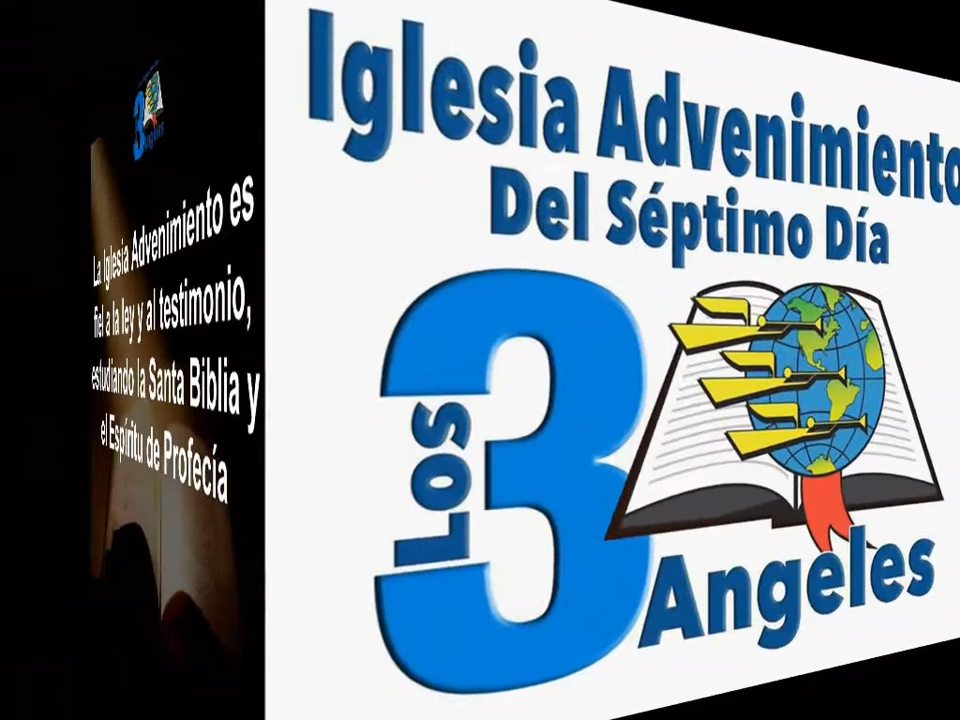 La Iglesia Advenimiento es
fiel a la ley y al testimonio,
estudiando la Santa Biblia y
el Espíritu de Profecía
Iglesia Advenimiento
Del Séptimo Día
Los
3
Angeles